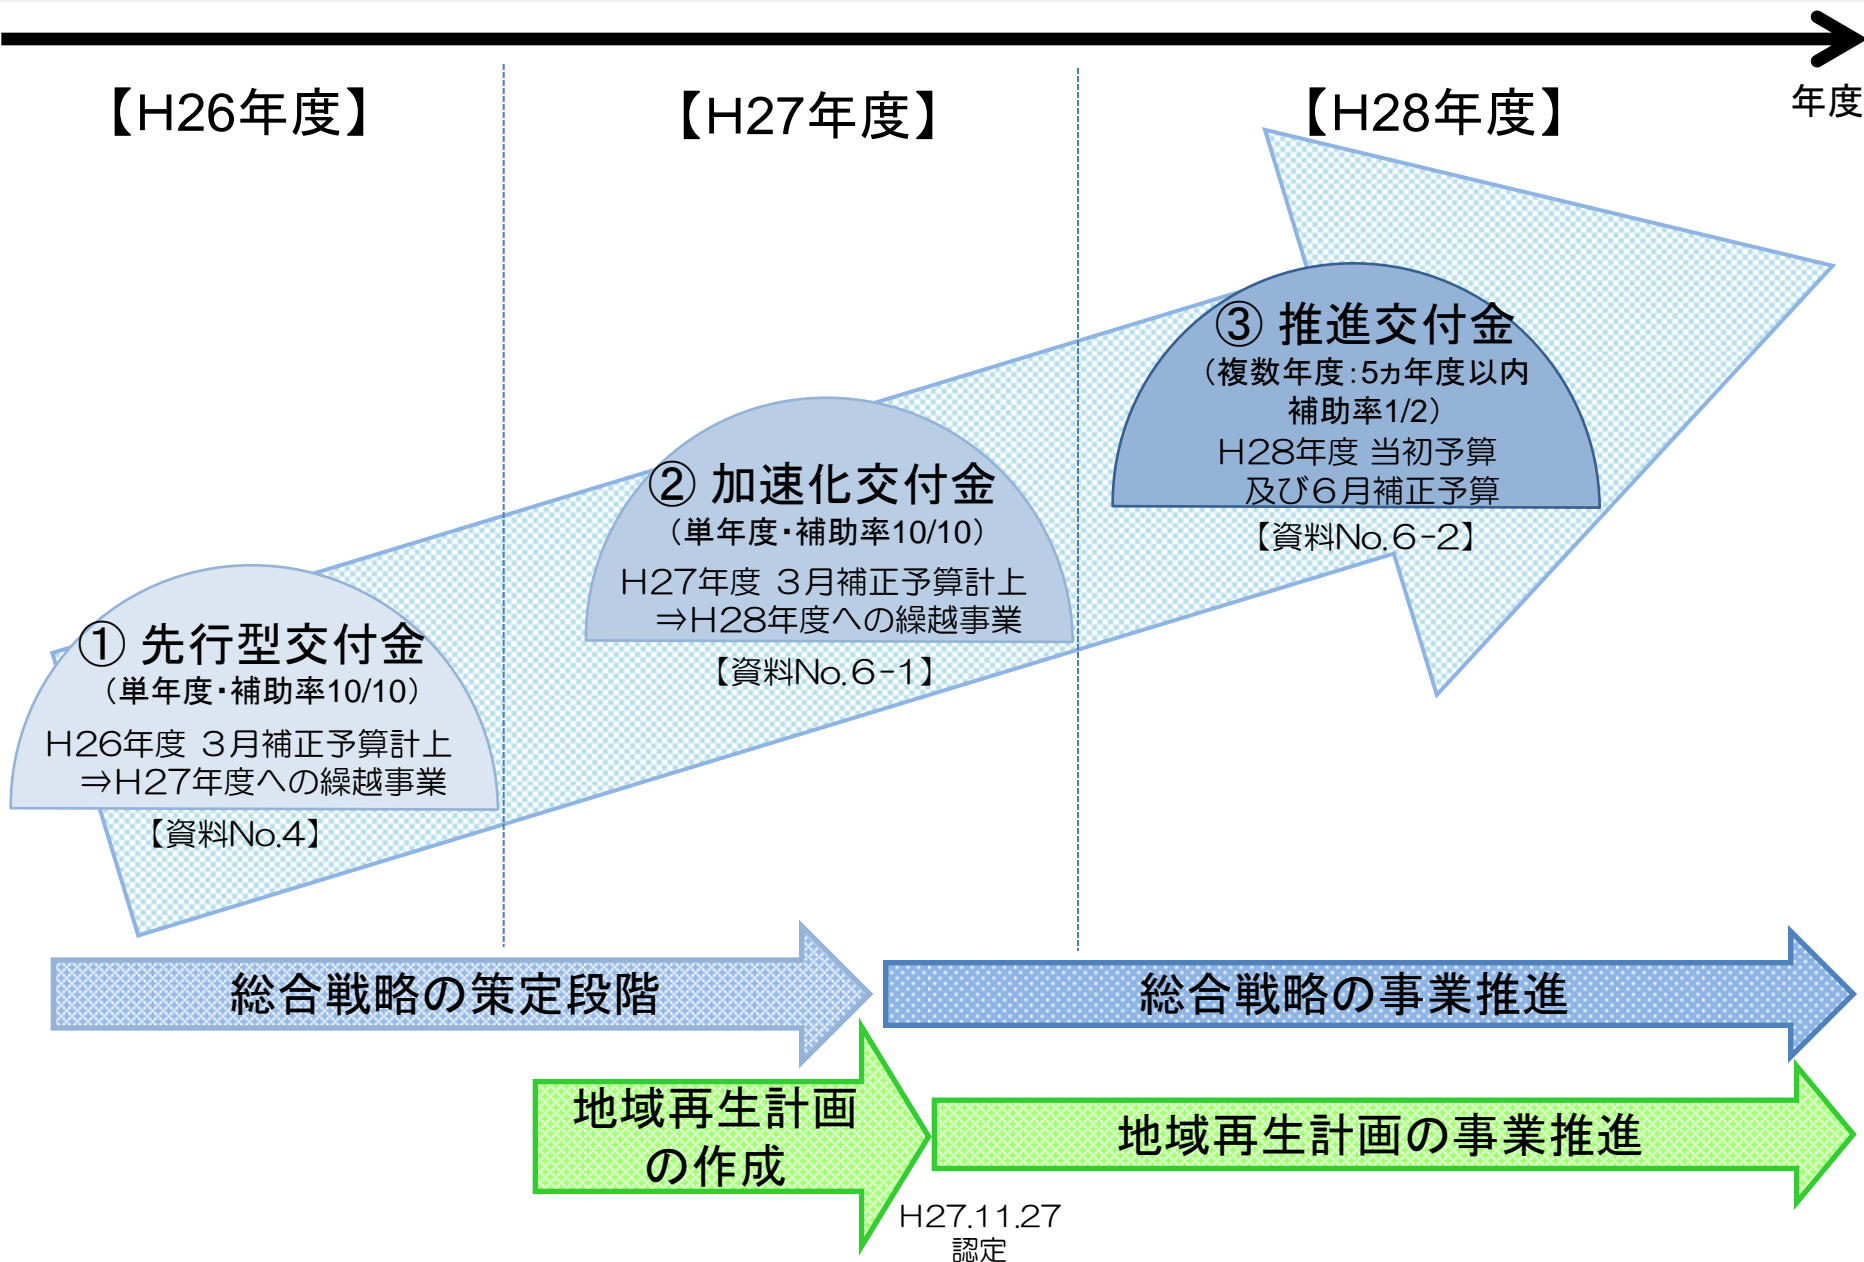 【H26年度】
【H27年度】
【H28年度】
年度
③ 推進交付金
（複数年度：5ヵ年度以内
補助率1/2）
H28年度 当初予算
及び６月補正予算
【資料No.６-２】
② 加速化交付金
（単年度・補助率10/10）
H27年度 ３月補正予算計上
⇒H28年度への繰越事業
【資料No.６-１】
① 先行型交付金
（単年度・補助率10/10）
H26年度 ３月補正予算計上
⇒H27年度への繰越事業
【資料No.４】
総合戦略の策定段階
総合戦略の事業推進
地域再生計画
の作成
地域再生計画の事業推進
H27.11.27
認定